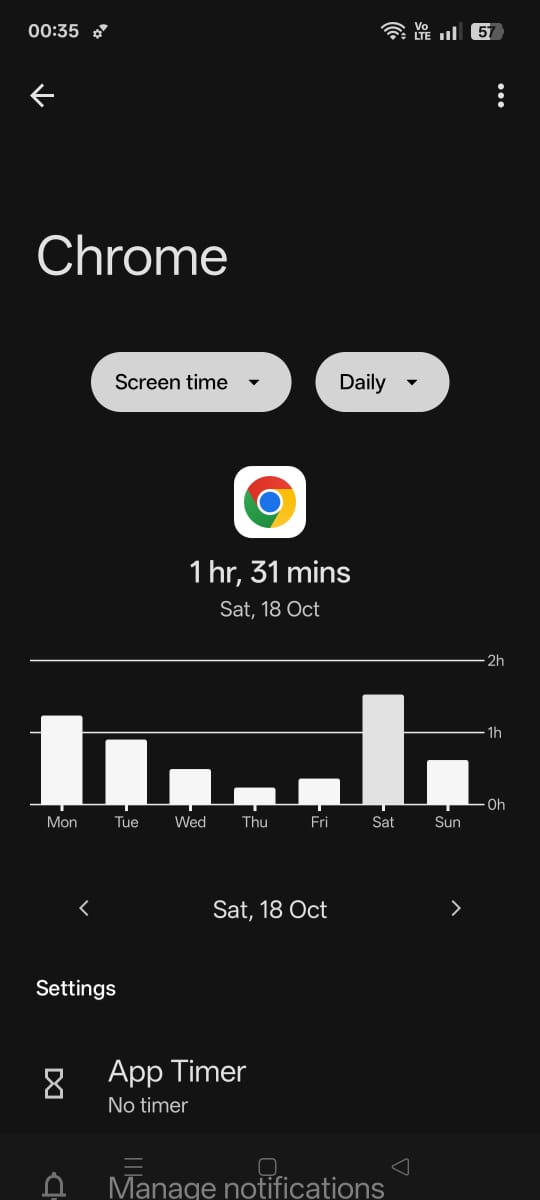 00:35 Vo LTE 57
Chrome
Screen time Daily
1 hr, 31 mins
Sat, 18 Oct
2h
1h
0h
Mon Tue Wed Thu Fri Sat Sun
Sat, 18 Oct
Settings
App Timer
No timer
Manage notifications